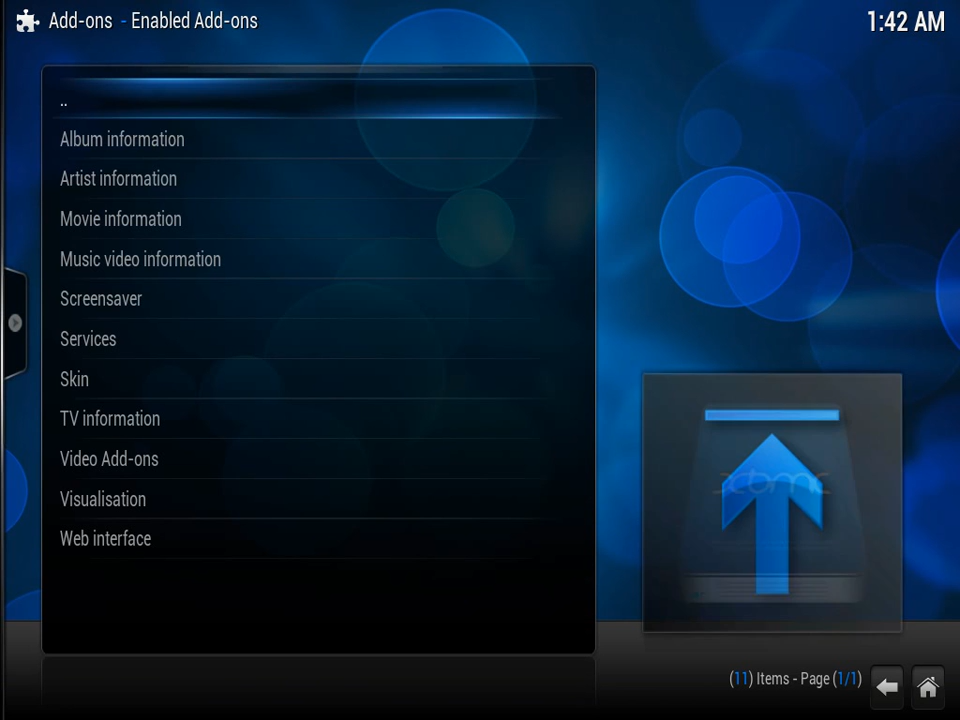 Add-ons - Enabled Add-ons
1:42 AM
..
Album information
Artist information
Movie information
Music video information
Screensaver
Services
Skin
TV information
Video Add-ons
Visualisation
Web interface
xbmc
(11) Items - Page (1/1)